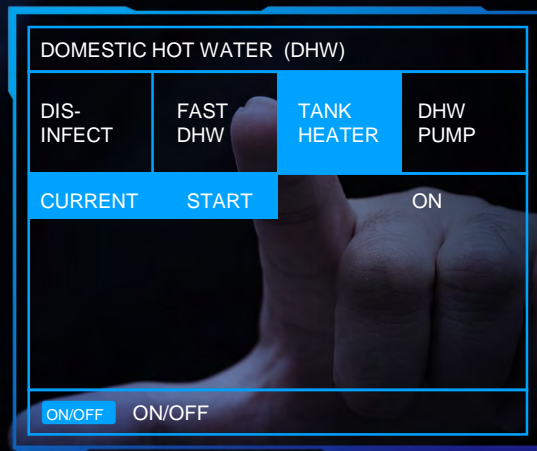 DOMESTIC HOT WATER (DHW)
DIS-
INFECT
FAST
DHW
TANK
HEATER
DHW
PUMP
CURRENT START ON
ON/OFF ON/OFF